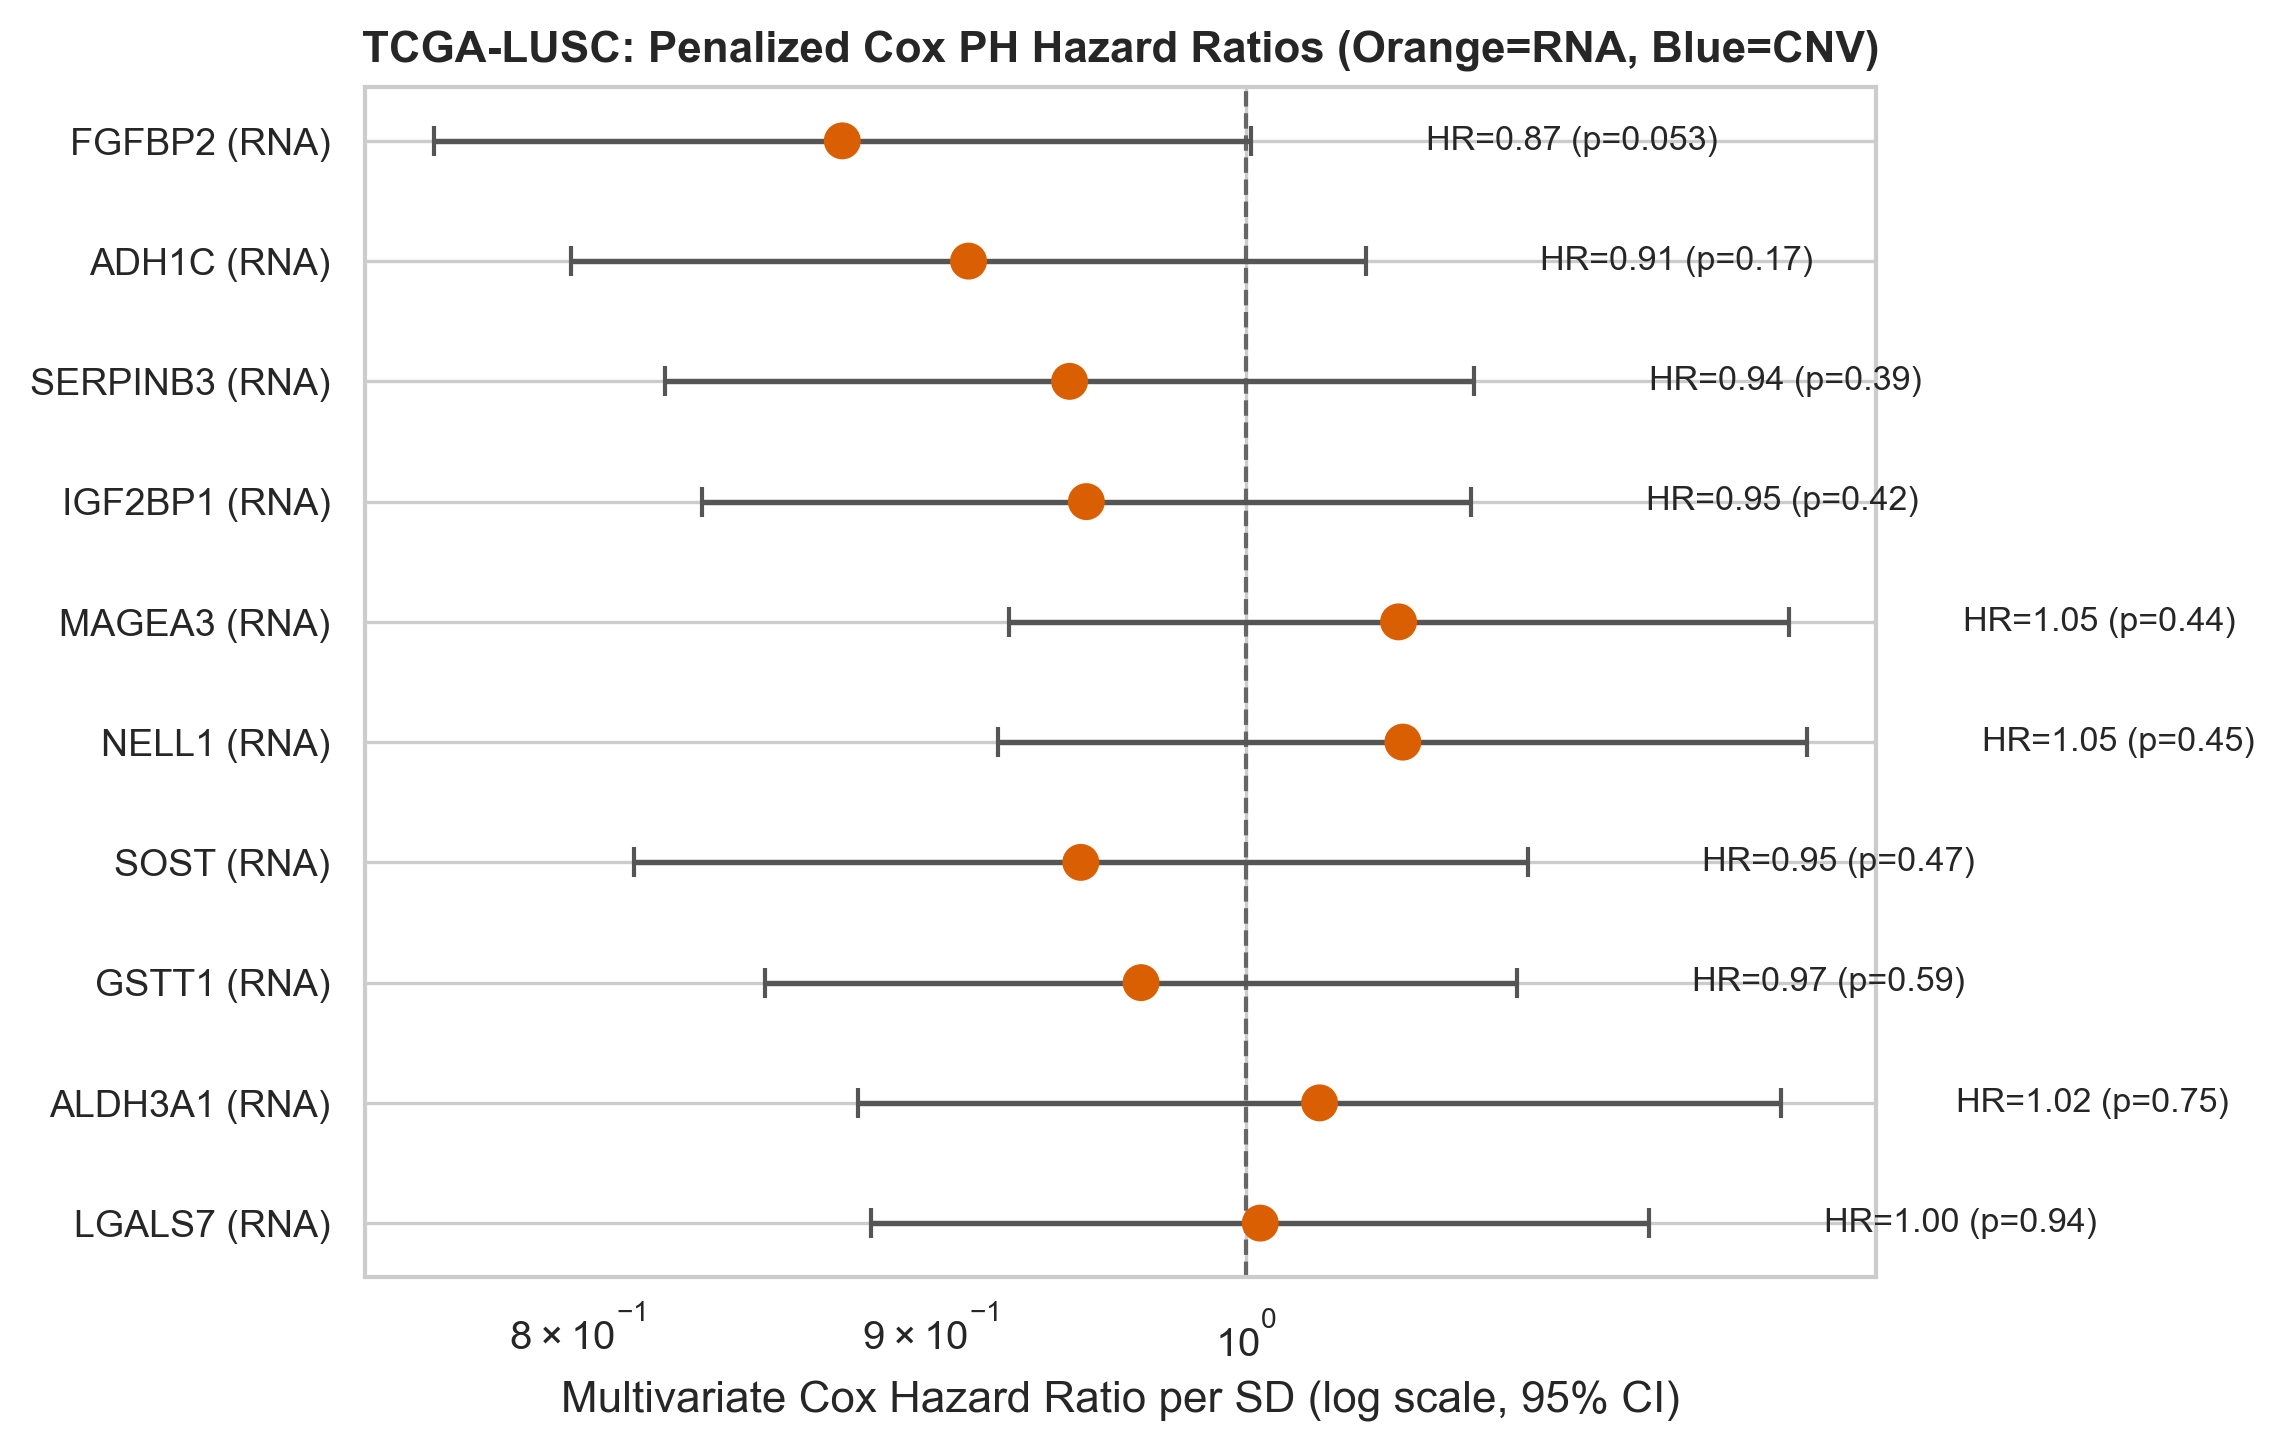 TCGA-LUSC: Penalized Cox PH Hazard Ratios (Orange=RNA, Blue=CNV)
FGFBP2 (RNA) HR=0.87 (p=0.053)
ADH1C (RNA) HR=0.91 (p=0.17)
SERPINB3 (RNA) HR=0.94 (p=0.39)
IGF2BP1 (RNA) HR=0.95 (p=0.42)
MAGEA3 (RNA) HR=1.05 (p=0.44)
NELL1 (RNA) HR=1.05 (p=0.45)
SOST (RNA) HR=0.95 (p=0.47)
GSTT1 (RNA) HR=0.97 (p=0.59)
ALDH3A1 (RNA) HR=1.02 (p=0.75)
LGALS7 (RNA) HR=1.00 (p=0.94)
8 × 10⁻¹ 9 × 10⁻¹ 10⁰
Multivariate Cox Hazard Ratio per SD (log scale, 95% CI)